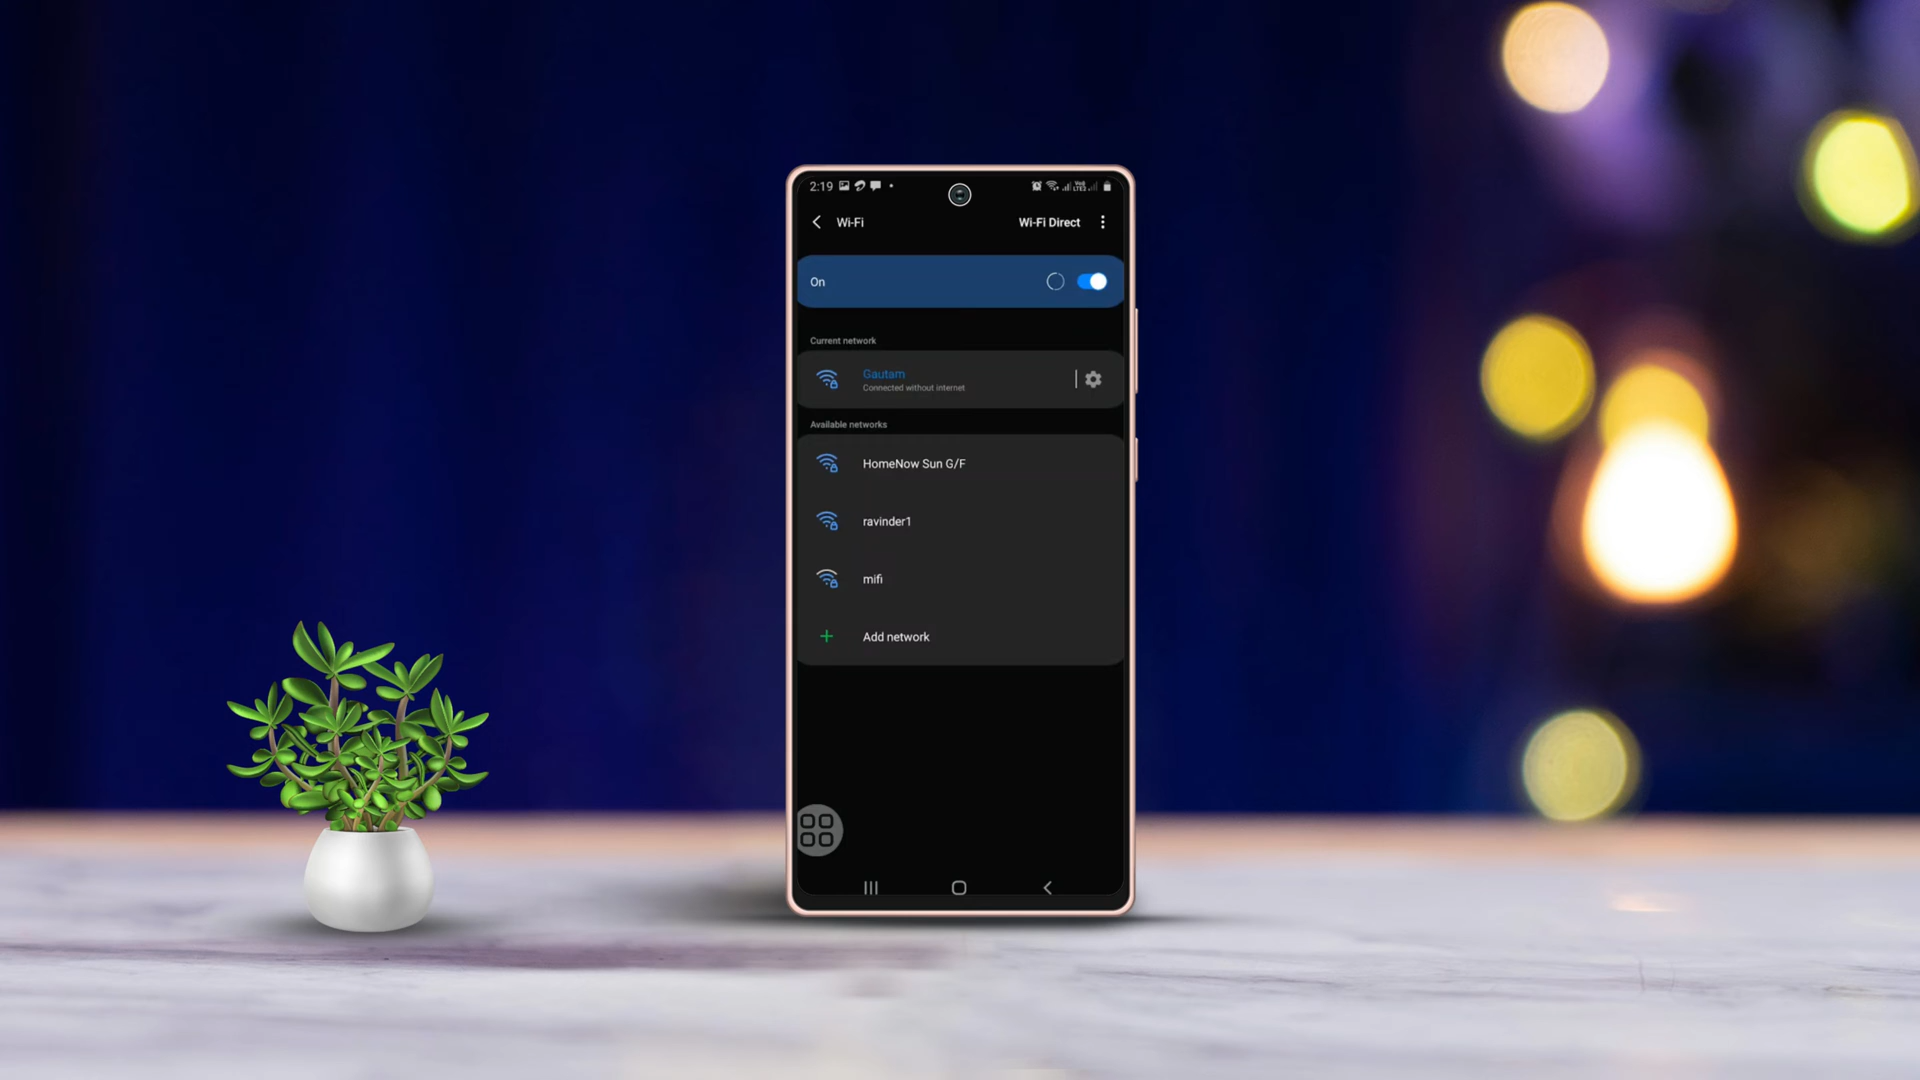 2:19
Wi-Fi Wi-Fi Direct
On
Current network
Gautam
Connected without internet
Available networks
HomeNow Sun G/F
ravinder1
mifi
Add network